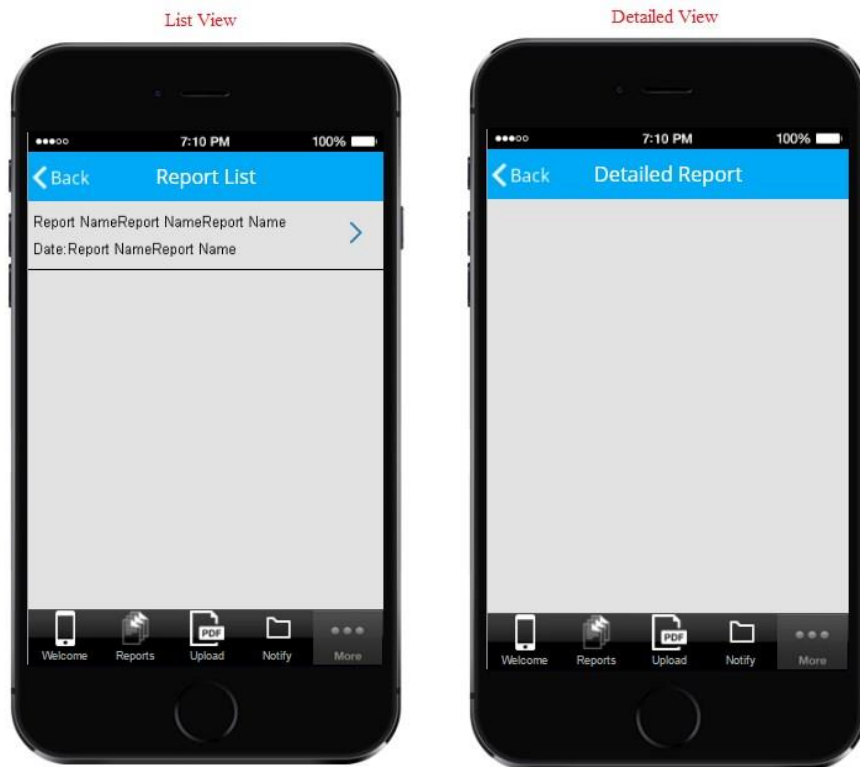 List View
7:10 PM 100%
Back Report List
Report NameReport NameReport Name
Date:Report NameReport Name
Welcome Reports PDF Upload Notify More
Detailed View
7:10 PM 100%
Back Detailed Report
Welcome Reports PDF Upload Notify More